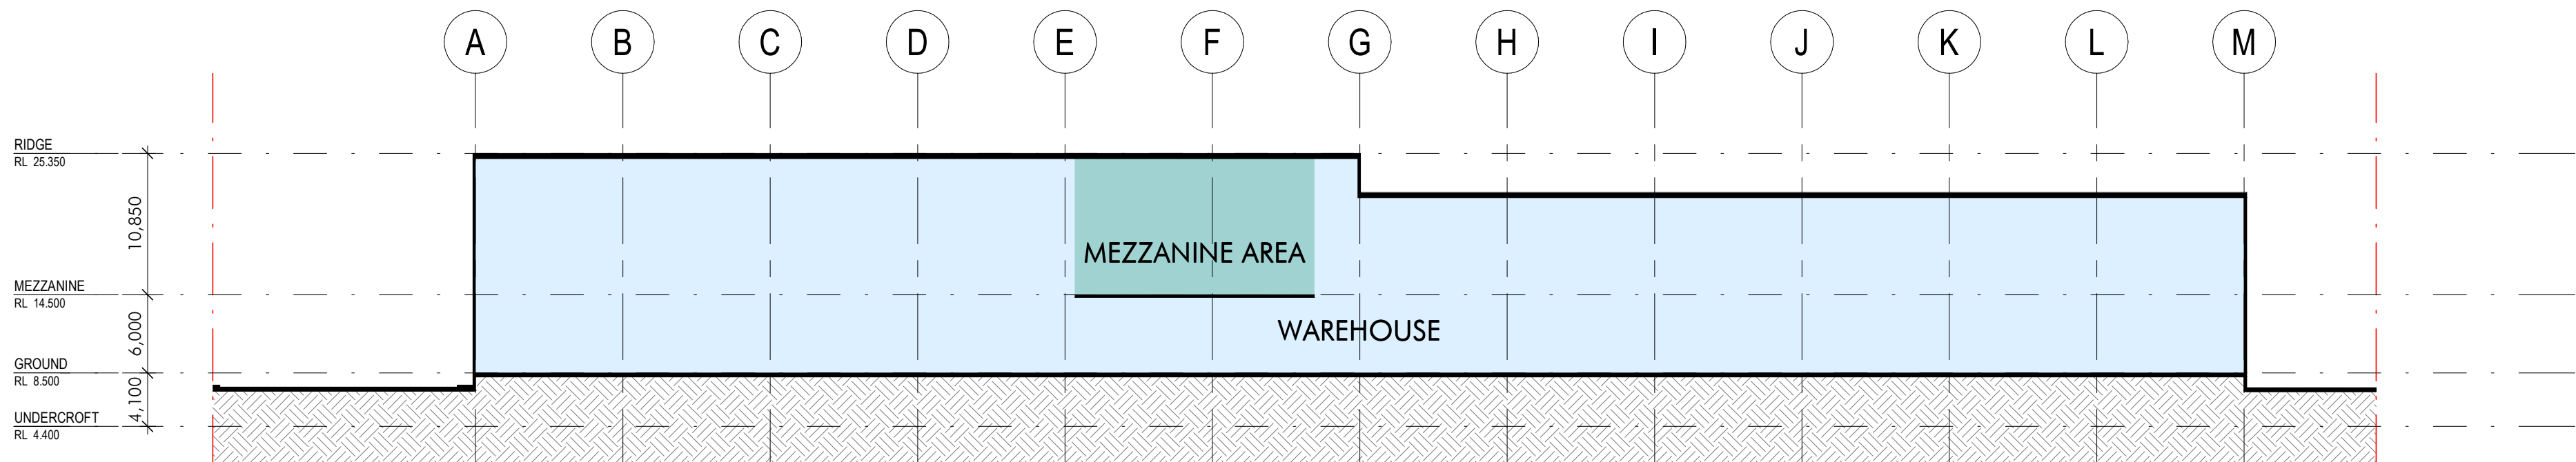 A B C D E F G H I J K L M
RIDGE
RL 25.350
10,850
MEZZANINE AREA
MEZZANINE
RL 14.500
WAREHOUSE
6,000
GROUND
RL 8.500
4,100
UNDERCROFT
RL 4.400